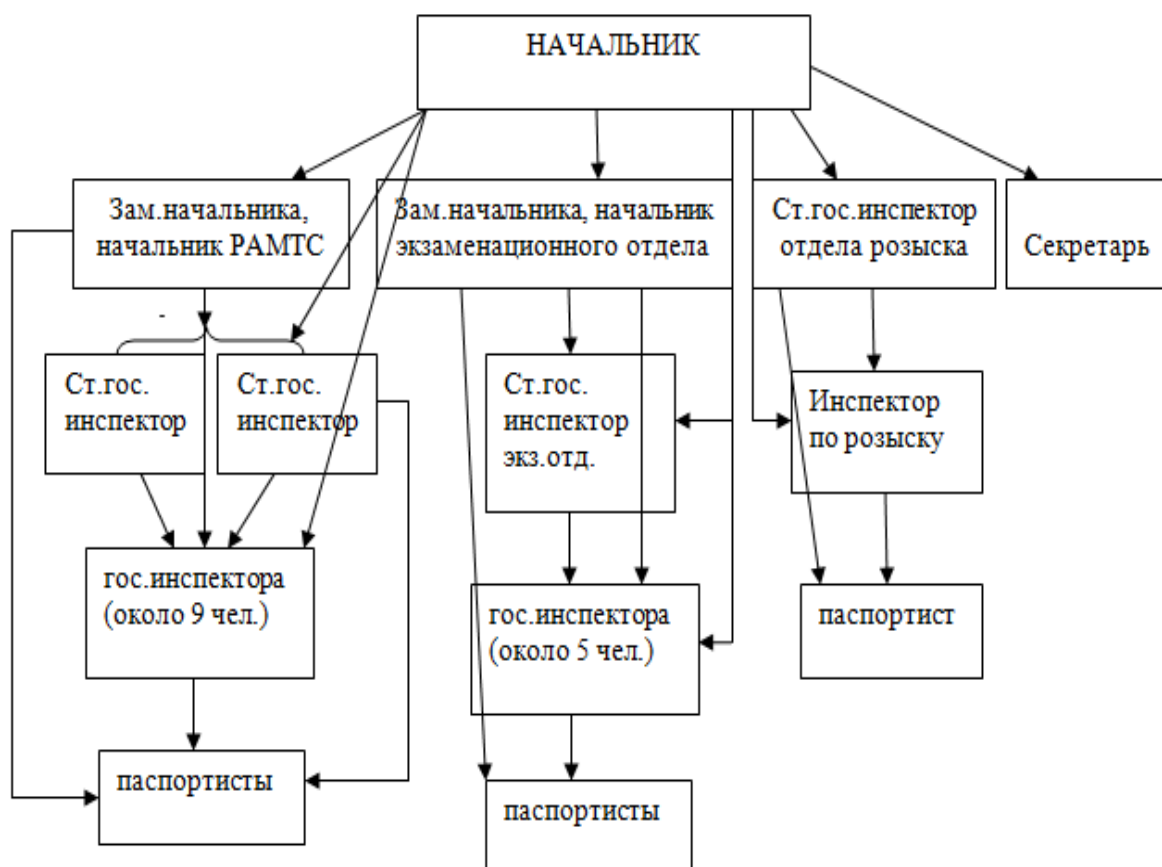 НАЧАЛЬНИК
Зам.начальника,
начальник РАМТС
Зам.начальника, начальник
экзаменационного отдела
Ст.гос.инспектор
отдела розыска
Секретарь
-
Ст.гос.
инспектор
Ст.гос.
инспектор
Ст.гос.
инспектор
экз.отд.
Инспектор
по розыску
гос.инспектора
(около 9 чел.)
гос.инспектора
(около 5 чел.)
паспортист
паспортисты
паспортисты